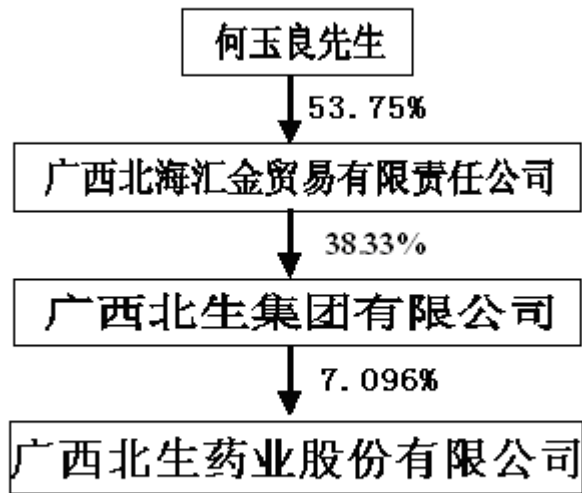 何玉良先生
53.75%
广西北海汇金贸易有限责任公司
38.33%
广西北生集团有限公司
7.096%
广西北生药业股份有限公司